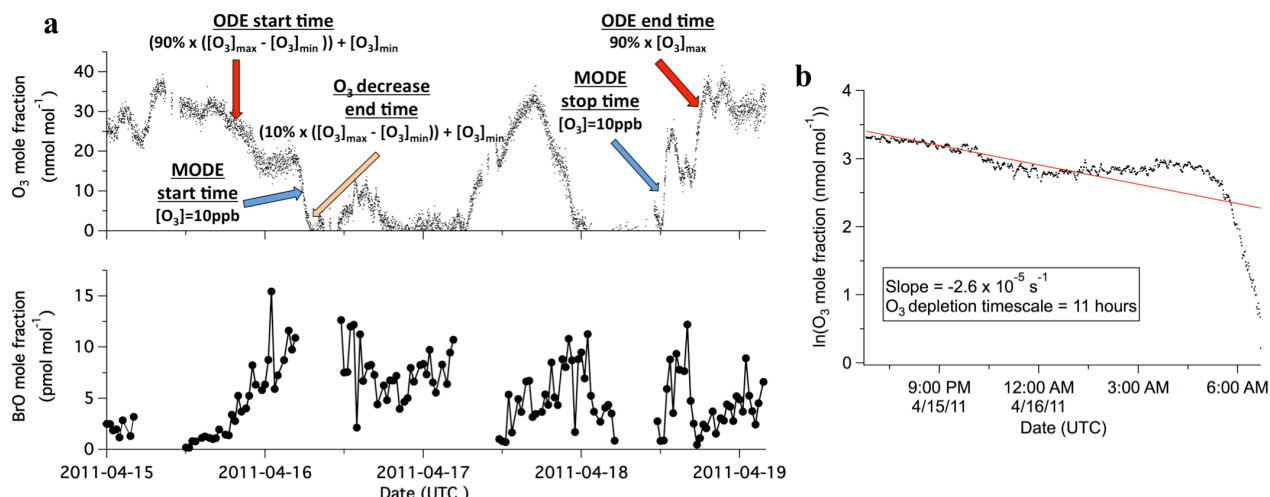 a
ODE start time
(90% x ([O₃]max - [O₃]min )) + [O₃]min
ODE end time
90% x [O₃]max
O₃ decrease
end time
(10% x ([O₃]max - [O₃]min)) + [O₃]min
MODE
stop time
[O₃]=10ppb
MODE
start time
[O₃]=10ppb
O₃ mole fraction
(nmol mol⁻¹)
40
30
20
10
0
BrO mole fraction
(pmol mol⁻¹)
15
10
5
0
2011-04-15
2011-04-16
2011-04-17
2011-04-18
2011-04-19
Date (UTC )
b
ln(O₃ mole fraction (nmol mol⁻¹)
4
3
2
1
0
Slope = -2.6 x 10⁻⁵ s⁻¹
O₃ depletion timescale = 11 hours
9:00 PM
4/15/11
12:00 AM
4/16/11
3:00 AM
6:00 AM
Date (UTC)